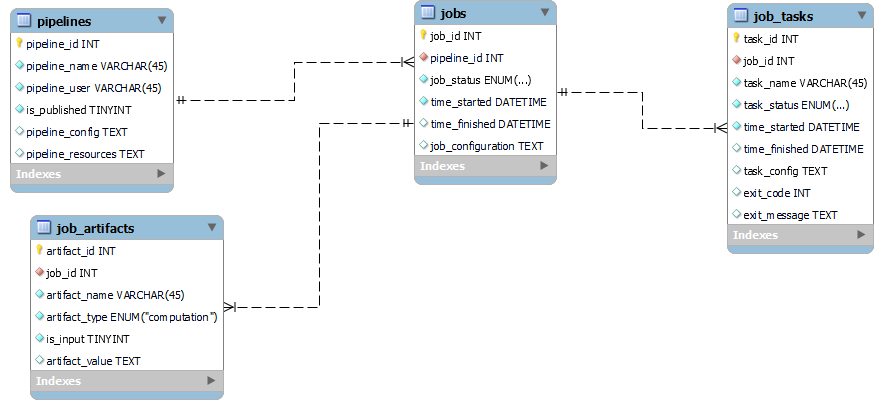 pipelines
pipeline_id INT
pipeline_name VARCHAR(45)
pipeline_user VARCHAR(45)
is_published TINYINT
pipeline_config TEXT
pipeline_resources TEXT
Indexes
jobs
job_id INT
pipeline_id INT
job_status ENUM(...)
time_started DATETIME
time_finished DATETIME
job_configuration TEXT
Indexes
job_tasks
task_id INT
job_id INT
task_name VARCHAR(45)
task_status ENUM(...)
time_started DATETIME
time_finished DATETIME
task_config TEXT
exit_code INT
exit_message TEXT
Indexes
job_artifacts
artifact_id INT
job_id INT
artifact_name VARCHAR(45)
artifact_type ENUM("computation")
is_input TINYINT
artifact_value TEXT
Indexes